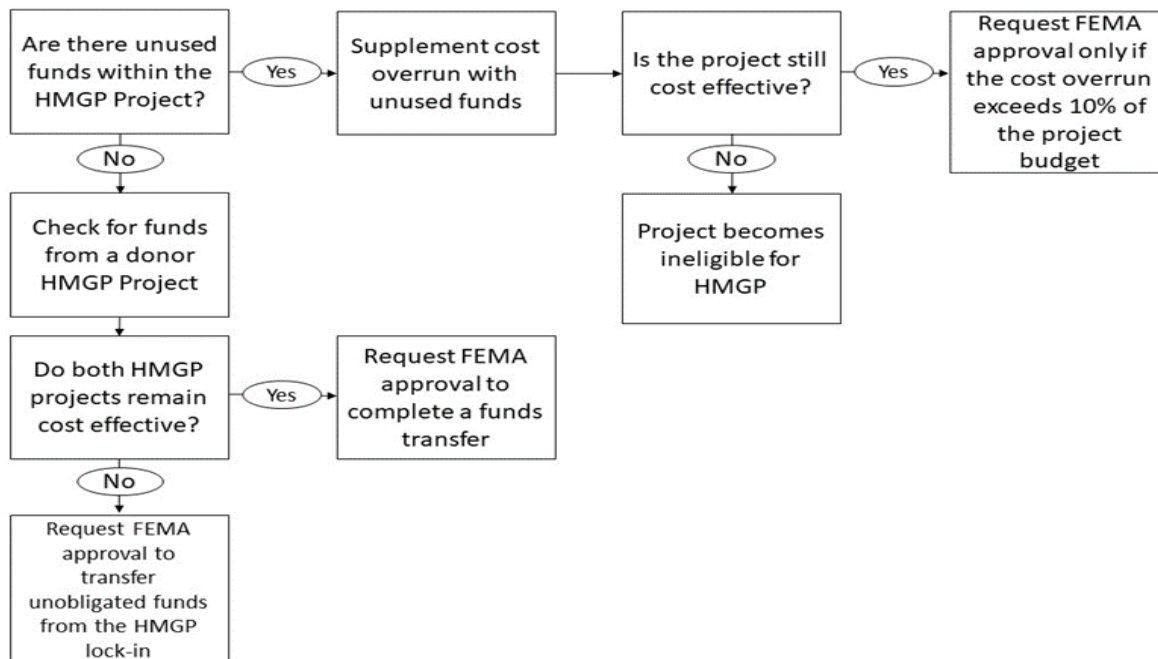 Are there unused
funds within the
HMGP Project?
Yes
Supplement cost
overrun with
unused funds
Is the project still
cost effective?
Yes
Request FEMA
approval only if
the cost overrun
exceeds 10% of
the project
budget
No
No
Check for funds
from a donor
HMGP Project
Project becomes
ineligible for
HMGP
Do both HMGP
projects remain
cost effective?
Yes
Request FEMA
approval to
complete a funds
transfer
No
Request FEMA
approval to
transfer
unobligated funds
from the HMGP
lock-in